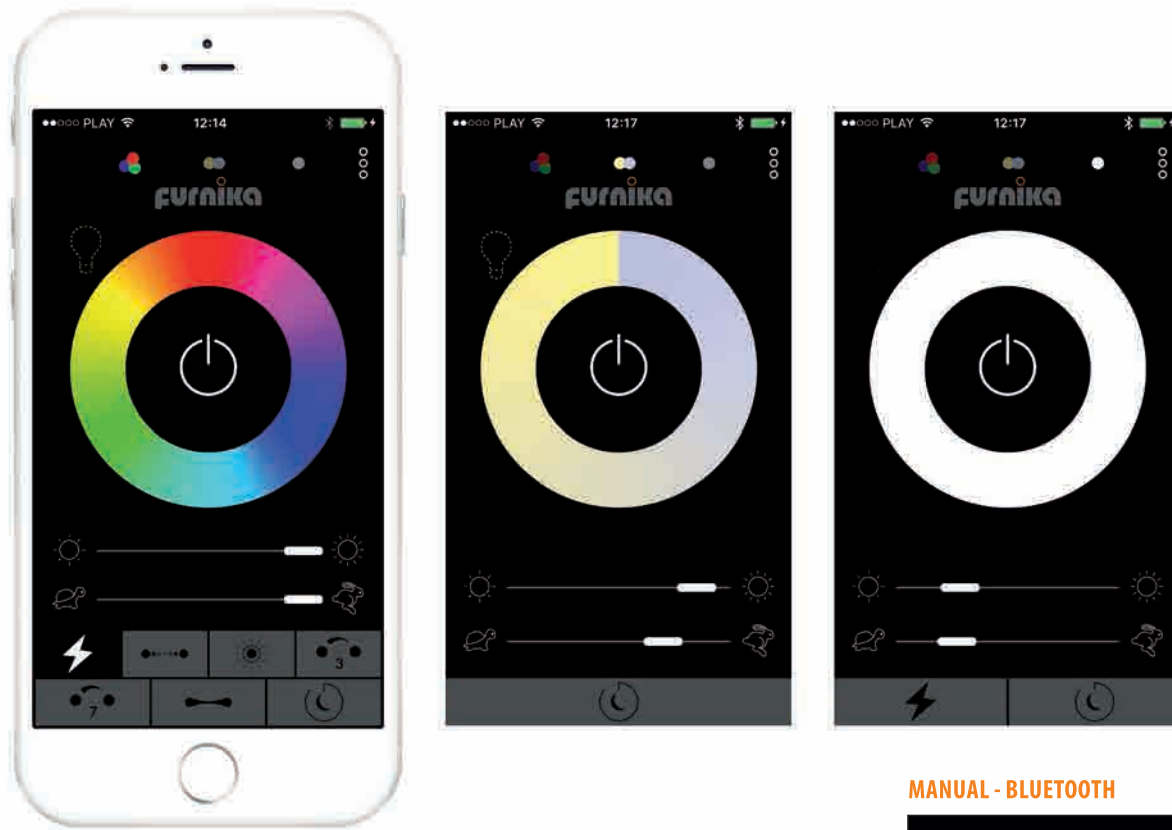 PLAY 12:14
furnika
3
7
PLAY 12:17
furnika
PLAY 12:17
furnika
MANUAL - BLUETOOTH